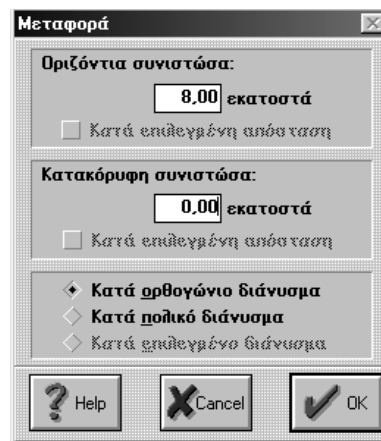 Μεταφορά
Οριζόντια συνιστώσα:
8,00 εκατοστά
Κατά επιλεγμένη απόσταση
Κατακόρυφη συνιστώσα:
0,00 εκατοστά
Κατά επιλεγμένη απόσταση
Κατά ορθογώνιο διάνυσμα
Κατά πολικό διάνυσμα
Κατά επιλεγμένο διάνυσμα
Help Cancel OK